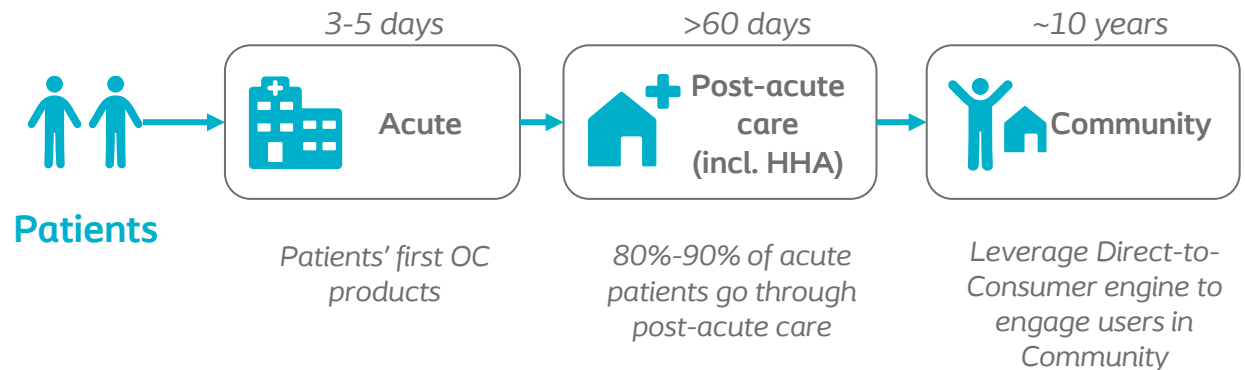 3-5 days
>60 days
~10 years
Acute
Post-acute
care
(incl. HHA)
Community
Patients
Patients’ first OC
products
80%-90% of acute
patients go through
post-acute care
Leverage Direct-to-
Consumer engine to
engage users in
Community